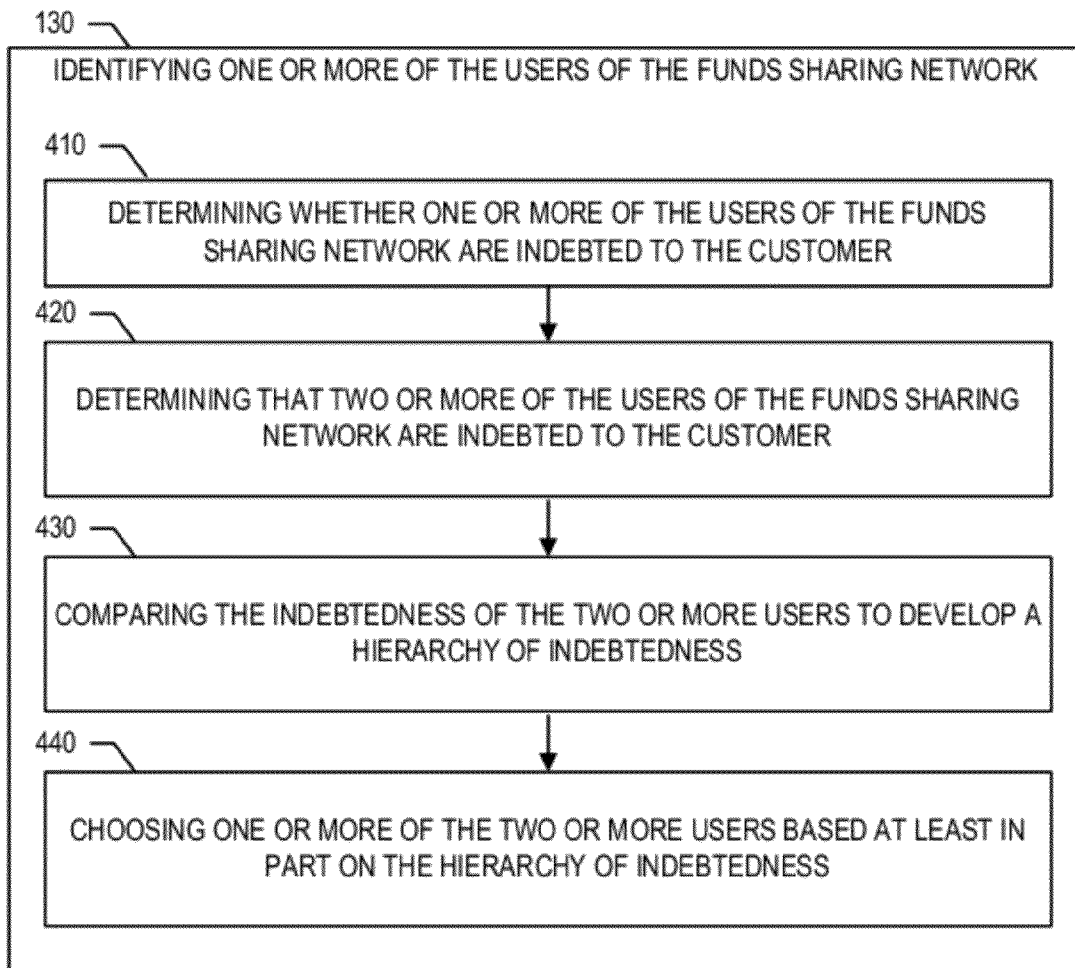 130
IDENTIFYING ONE OR MORE OF THE USERS OF THE FUNDS SHARING NETWORK
410
DETERMINING WHETHER ONE OR MORE OF THE USERS OF THE FUNDS
SHARING NETWORK ARE INDEBTED TO THE CUSTOMER
420
DETERMINING THAT TWO OR MORE OF THE USERS OF THE FUNDS SHARING
NETWORK ARE INDEBTED TO THE CUSTOMER
430
COMPARING THE INDEBTEDNESS OF THE TWO OR MORE USERS TO DEVELOP A
HIERARCHY OF INDEBTEDNESS
440
CHOOSING ONE OR MORE OF THE TWO OR MORE USERS BASED AT LEAST IN
PART ON THE HIERARCHY OF INDEBTEDNESS